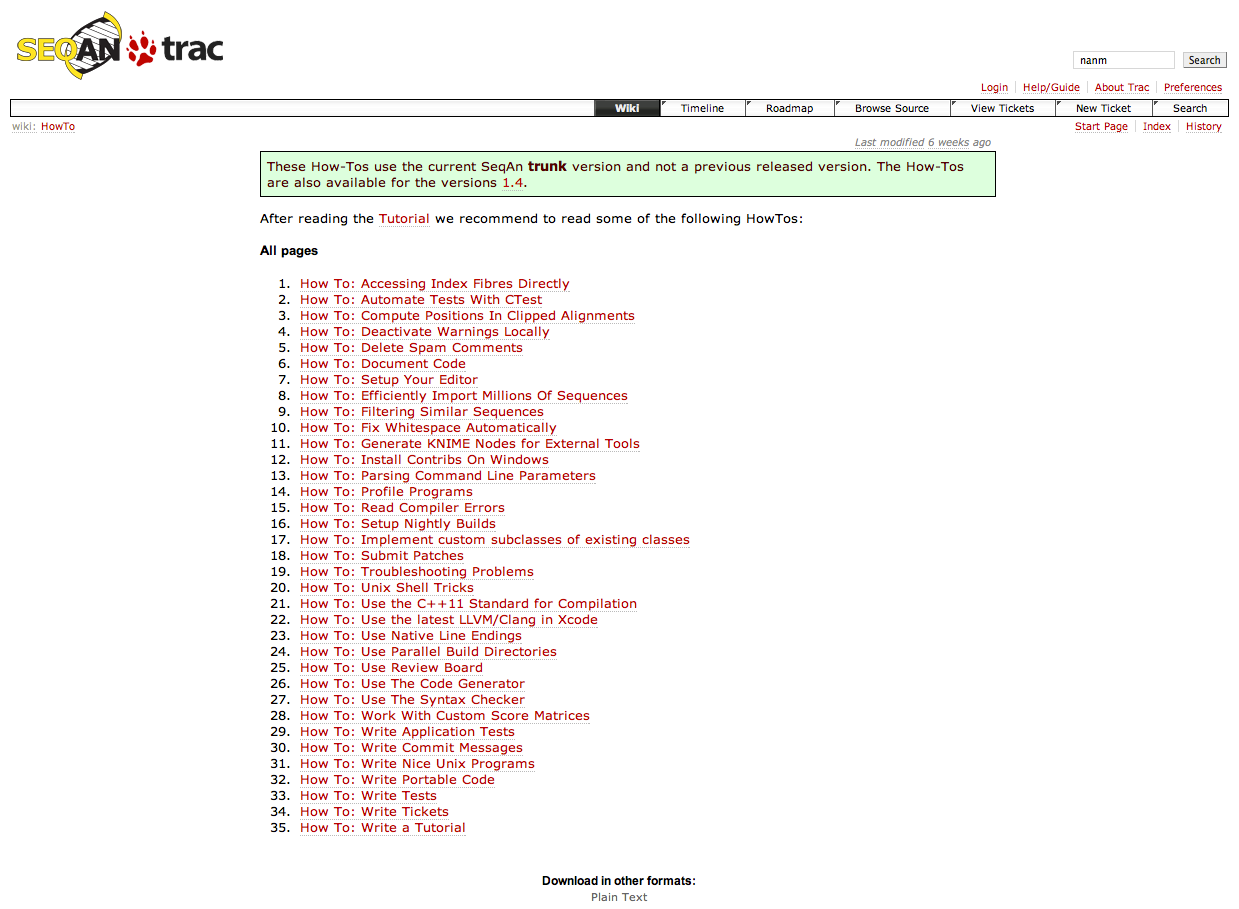 SEQAN trac
nanm Search
Login Help/Guide About Trac Preferences
Wiki Timeline Roadmap Browse Source View Tickets New Ticket Search
wiki: HowTo Start Page Index History
Last modified 6 weeks ago
These How-Tos use the current SeqAn trunk version and not a previous released version. The How-Tos
are also available for the versions 1.4.
After reading the Tutorial we recommend to read some of the following HowTos:
All pages
1. How To: Accessing Index Fibres Directly
2. How To: Automate Tests With CTest
3. How To: Compute Positions In Clipped Alignments
4. How To: Deactivate Warnings Locally
5. How To: Delete Spam Comments
6. How To: Document Code
7. How To: Setup Your Editor
8. How To: Efficiently Import Millions Of Sequences
9. How To: Filtering Similar Sequences
10. How To: Fix Whitespace Automatically
11. How To: Generate KNIME Nodes for External Tools
12. How To: Install Contribs On Windows
13. How To: Parsing Command Line Parameters
14. How To: Profile Programs
15. How To: Read Compiler Errors
16. How To: Setup Nightly Builds
17. How To: Implement custom subclasses of existing classes
18. How To: Submit Patches
19. How To: Troubleshooting Problems
20. How To: Unix Shell Tricks
21. How To: Use the C++11 Standard for Compilation
22. How To: Use the latest LLVM/Clang in Xcode
23. How To: Use Native Line Endings
24. How To: Use Parallel Build Directories
25. How To: Use Review Board
26. How To: Use The Code Generator
27. How To: Use The Syntax Checker
28. How To: Work With Custom Score Matrices
29. How To: Write Application Tests
30. How To: Write Commit Messages
31. How To: Write Nice Unix Programs
32. How To: Write Portable Code
33. How To: Write Tests
34. How To: Write Tickets
35. How To: Write a Tutorial
Download in other formats:
Plain Text